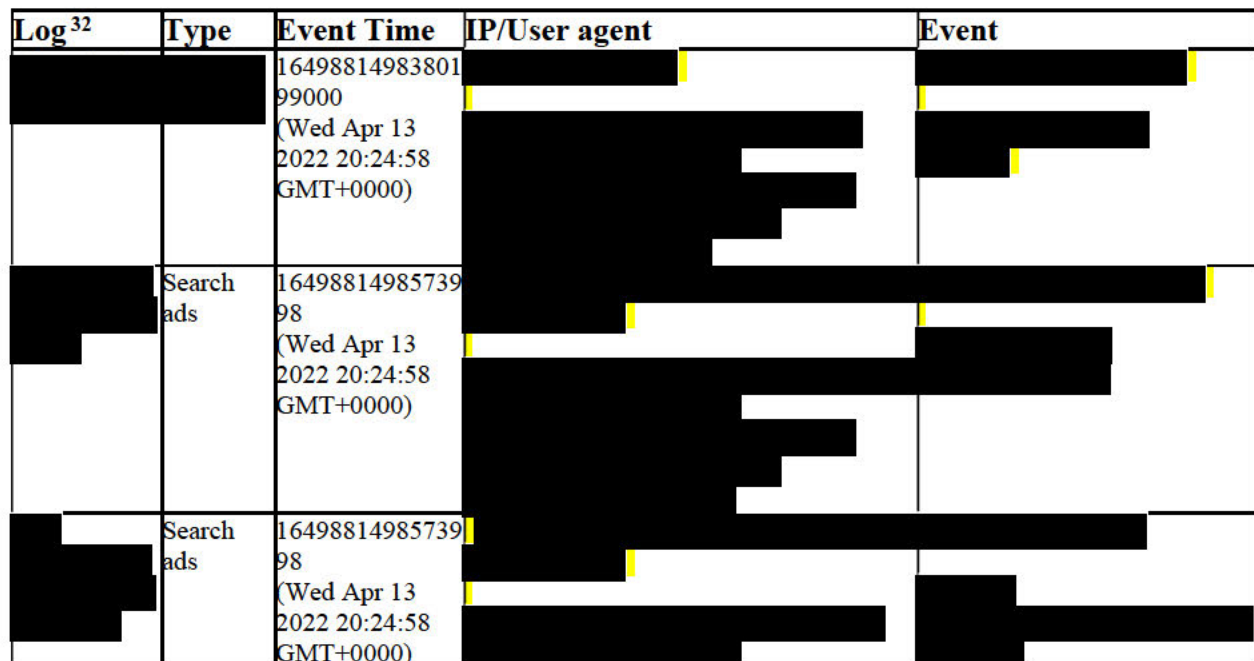 Log 32 Type Event Time IP/User agent Event
16498814983801
99000
(Wed Apr 13
2022 20:24:58
GMT+0000)
Search 16498814985739
ads 98
(Wed Apr 13
2022 20:24:58
GMT+0000)
Search 16498814985739
ads 98
(Wed Apr 13
2022 20:24:58
GMT+0000)